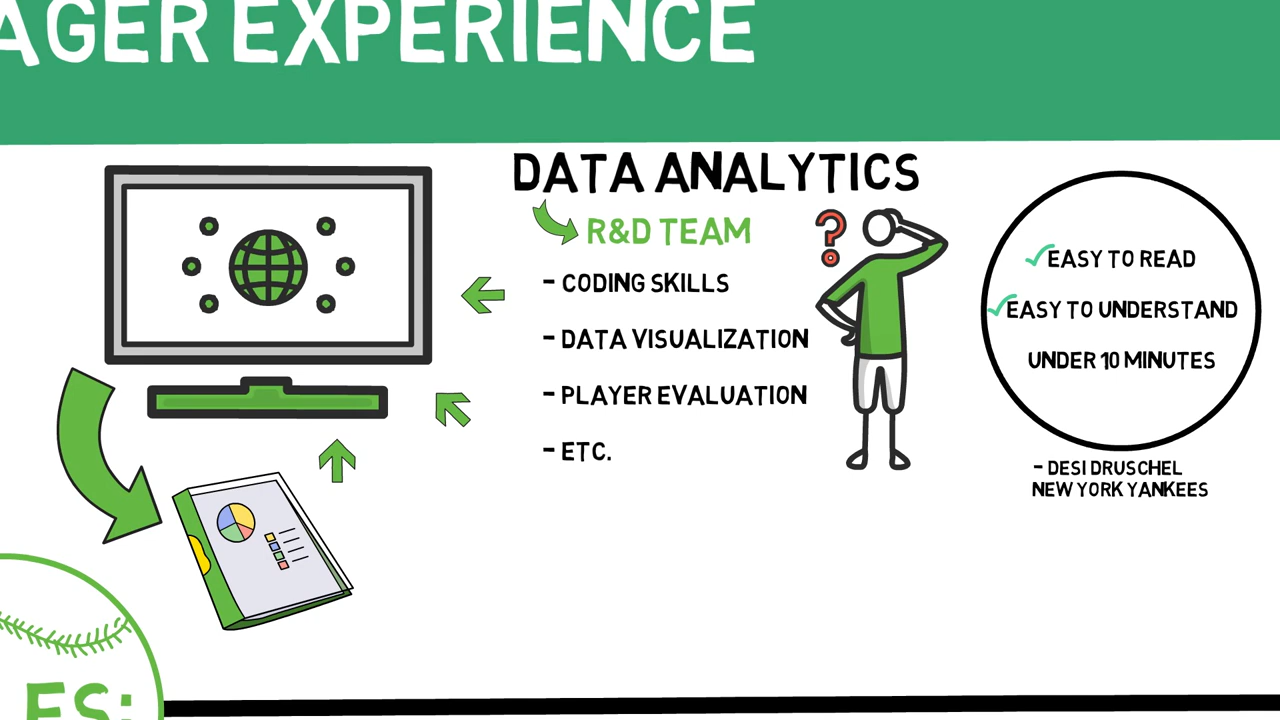 AGER EXPERIENCE
DATA ANALYTICS
R&D TEAM
- CODING SKILLS
- DATA VISUALIZATION
- PLAYER EVALUATION
- ETC.
?
EASY TO READ
EASY TO UNDERSTAND
UNDER 10 MINUTES
- DESI DRUSCHEL
NEW YORK YANKEES
ES: